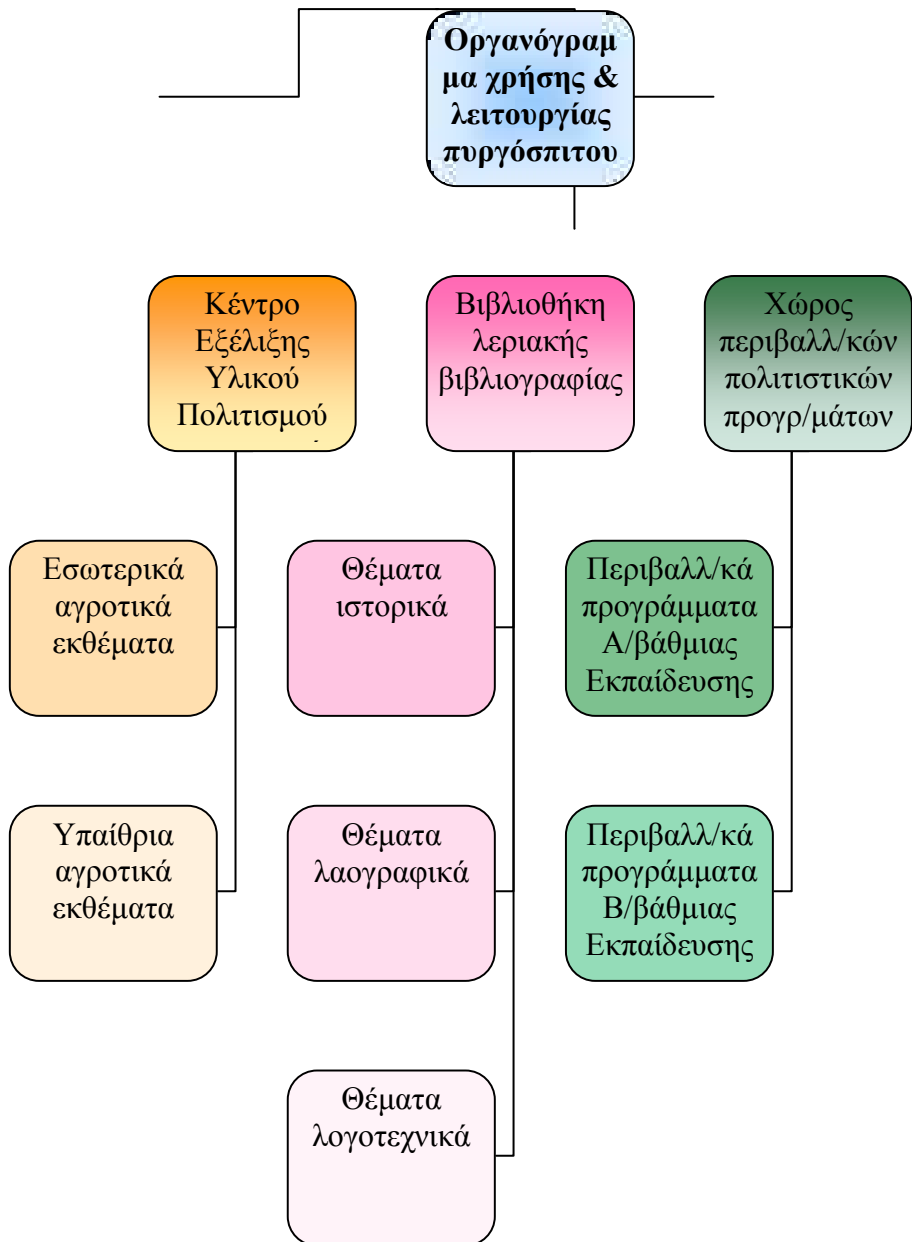 Οργανόγραμ
μα χρήσης &
λειτουργίας
πυργόσπιτου
Κέντρο
Εξέλιξης
Υλικού
Πολιτισμού
Βιβλιοθήκη
λεριακής
βιβλιογραφίας
Χώρος
περιβαλλ/κών
πολιτιστικών
προγρ/μάτων
Εσωτερικά
αγροτικά
εκθέματα
Θέματα
ιστορικά
Περιβαλλ/κά
προγράμματα
Α/βάθμιας
Εκπαίδευσης
Υπαίθρια
αγροτικά
εκθέματα
Θέματα
λαογραφικά
Περιβαλλ/κά
προγράμματα
Β/βάθμιας
Εκπαίδευσης
Θέματα
λογοτεχνικά